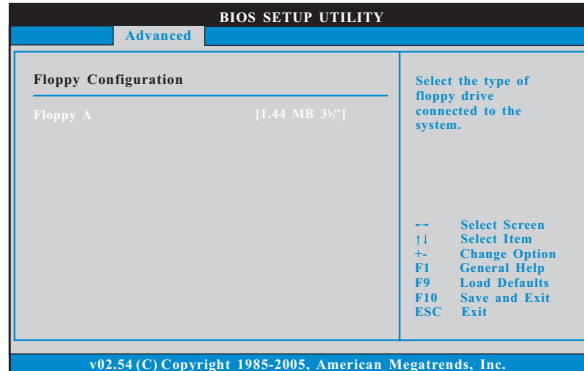 BIOS SETUP UTILITY
Advanced
Floppy Configuration
Floppy A [1.44 MB 3½"]
Select the type of
floppy drive
connected to the
system.
←→ Select Screen
↑↓ Select Item
+- Change Option
F1 General Help
F9 Load Defaults
F10 Save and Exit
ESC Exit
v02.54 (C) Copyright 1985-2005, American Megatrends, Inc.